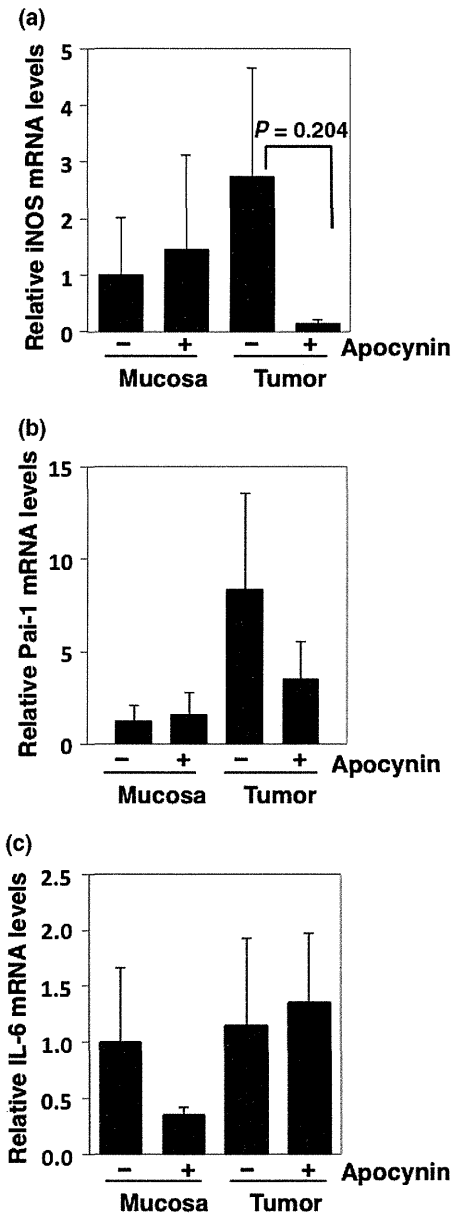 (a)
Relative iNOS mRNA levels
5
4
3
2
1
0
P = 0.204
− + − + Apocynin
Mucosa Tumor
(b)
Relative Pai-1 mRNA levels
15
10
5
0
− + − + Apocynin
Mucosa Tumor
(c)
Relative IL-6 mRNA levels
2.5
2.0
1.5
1.0
0.5
0.0
− + − + Apocynin
Mucosa Tumor